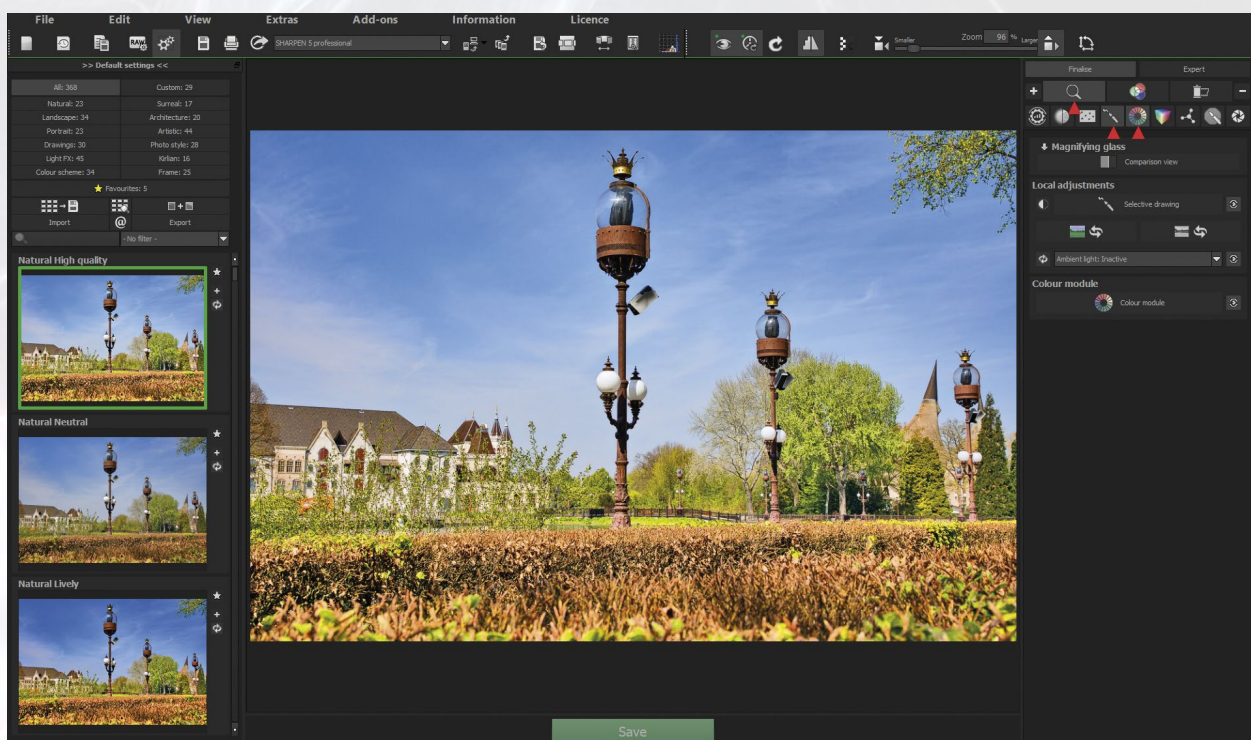 File Edit View Extras Add-ons Information Licence
RAW SHARPEN 5 professional Smaller Zoom 96 % Larger
>> Default settings <<
All: 368 Custom: 29
Natural: 23 Surreal: 17
Landscape: 34 Architecture: 20
Portrait: 23 Artistic: 44
Drawings: 30 Photo style: 28
Light FX: 45 Kirlian: 16
Colour scheme: 34 Frame: 25
Favourites: 5
Import @ Export
- No filter -
Natural High quality
Natural Neutral
Natural Lively
Save
Finalise Expert
Magnifying glass
Comparison view
Local adjustments
Selective drawing
Ambient light: Inactive
Colour module
Colour module